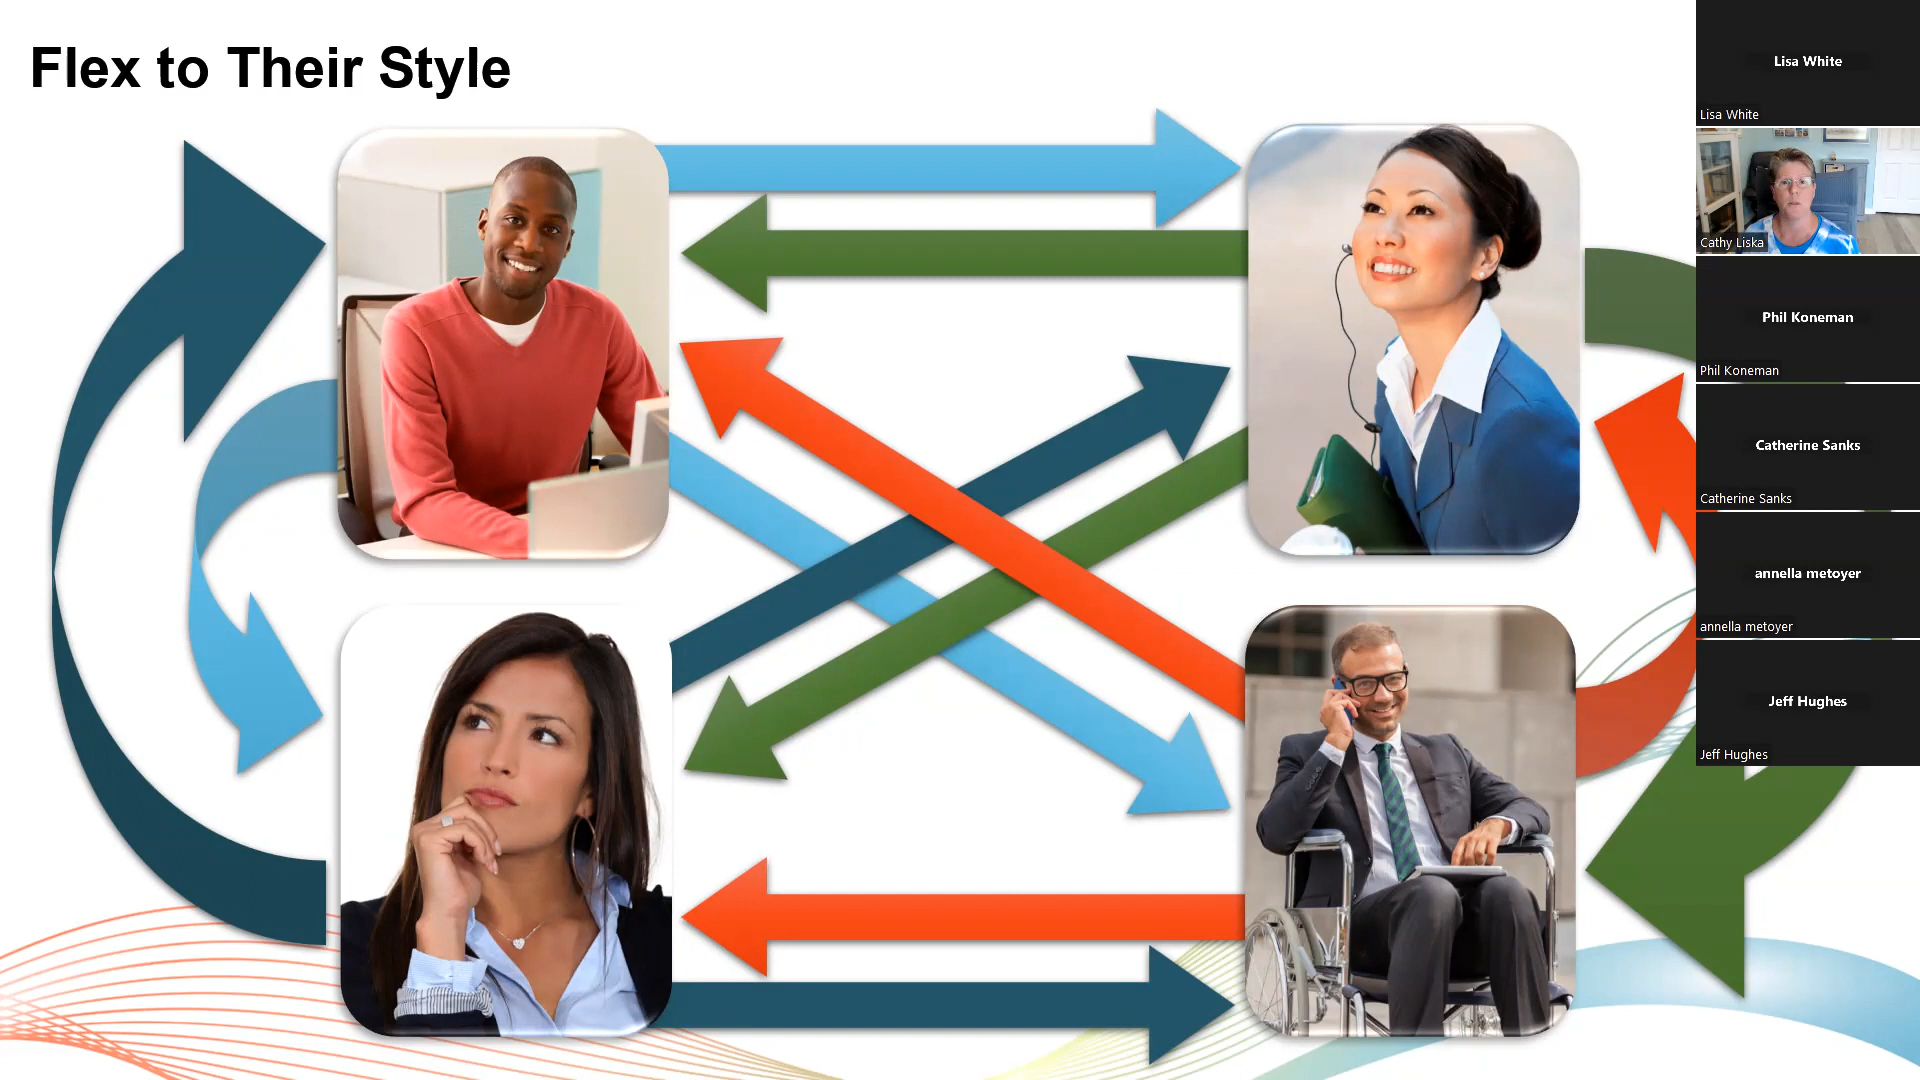 Flex to Their Style
Lisa White
Lisa White
Cathy Liska
Phil Koneman
Phil Koneman
Catherine Sanks
Catherine Sanks
annella metoyer
annella metoyer
Jeff Hughes
Jeff Hughes